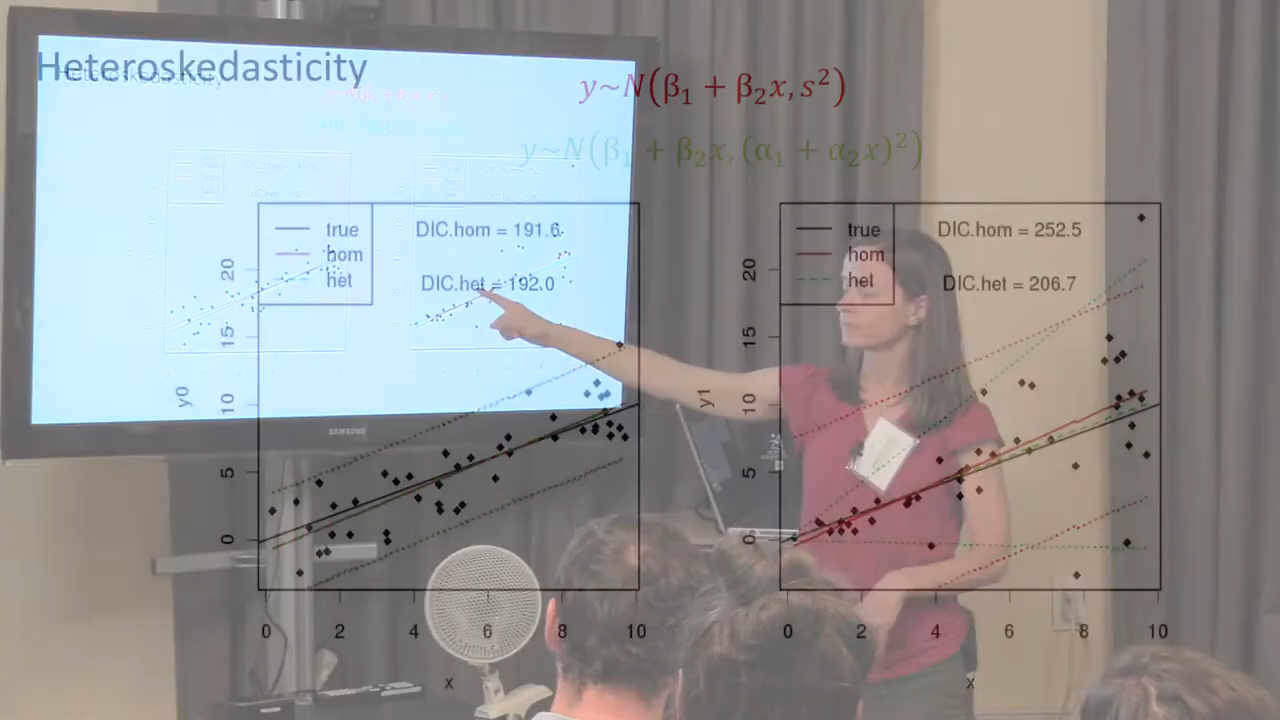 Heteroskedasticity
y~N(β₁ + β₂x, s²)
y~N(β₁ + β₂x, (α₁ + α₂x)²)
true
hom
het
DIC.hom = 191.6
DIC.het = 192.0
y0
0 5 10 15 20
0 2 4 6 8 10
x
true
hom
het
DIC.hom = 252.5
DIC.het = 206.7
y1
0 5 10 15 20
0 2 4 6 8 10
x
Heteroskedasticity
SAMSUNG